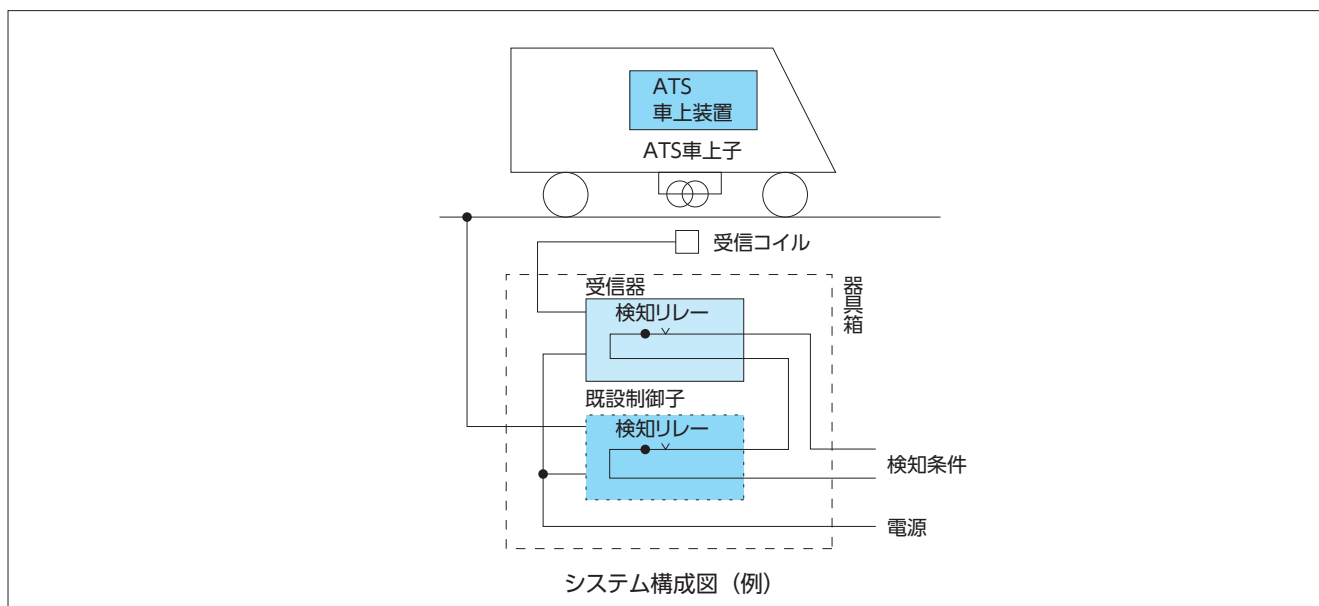 ATS
車上装置
ATS車上子
受信コイル
器具箱
受信器
検知リレー
既設制御子
検知リレー
検知条件
電源
システム構成図（例）